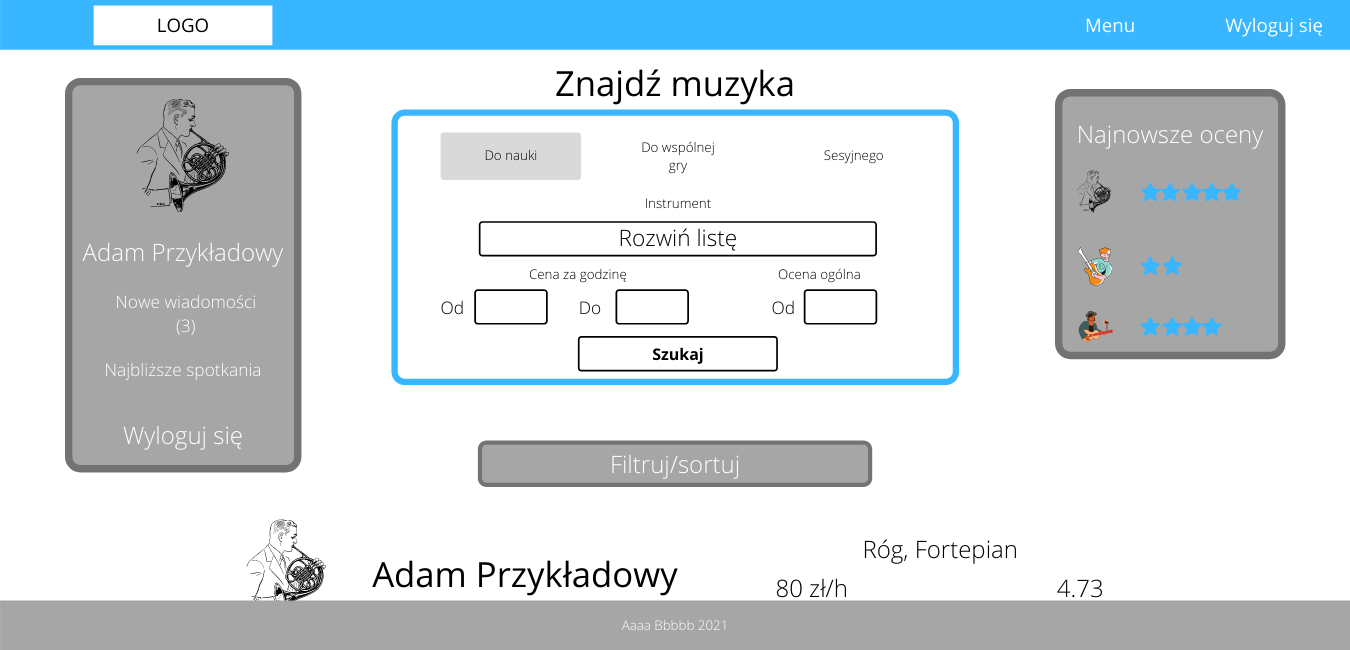 LOGO
Menu
Wyloguj się
Adam Przykładowy
Nowe wiadomości
(3)
Najbliższe spotkania
Wyloguj się
Znajdź muzyka
Do nauki
Do wspólnej
gry
Sesyjnego
Instrument
Rozwiń listę
Cena za godzinę
Ocena ogólna
Od
Do
Od
Szukaj
Najnowsze oceny
Filtruj/sortuj
Adam Przykładowy
Róg, Fortepian
80 zł/h
4.73
Aaaa Bbbbb 2021